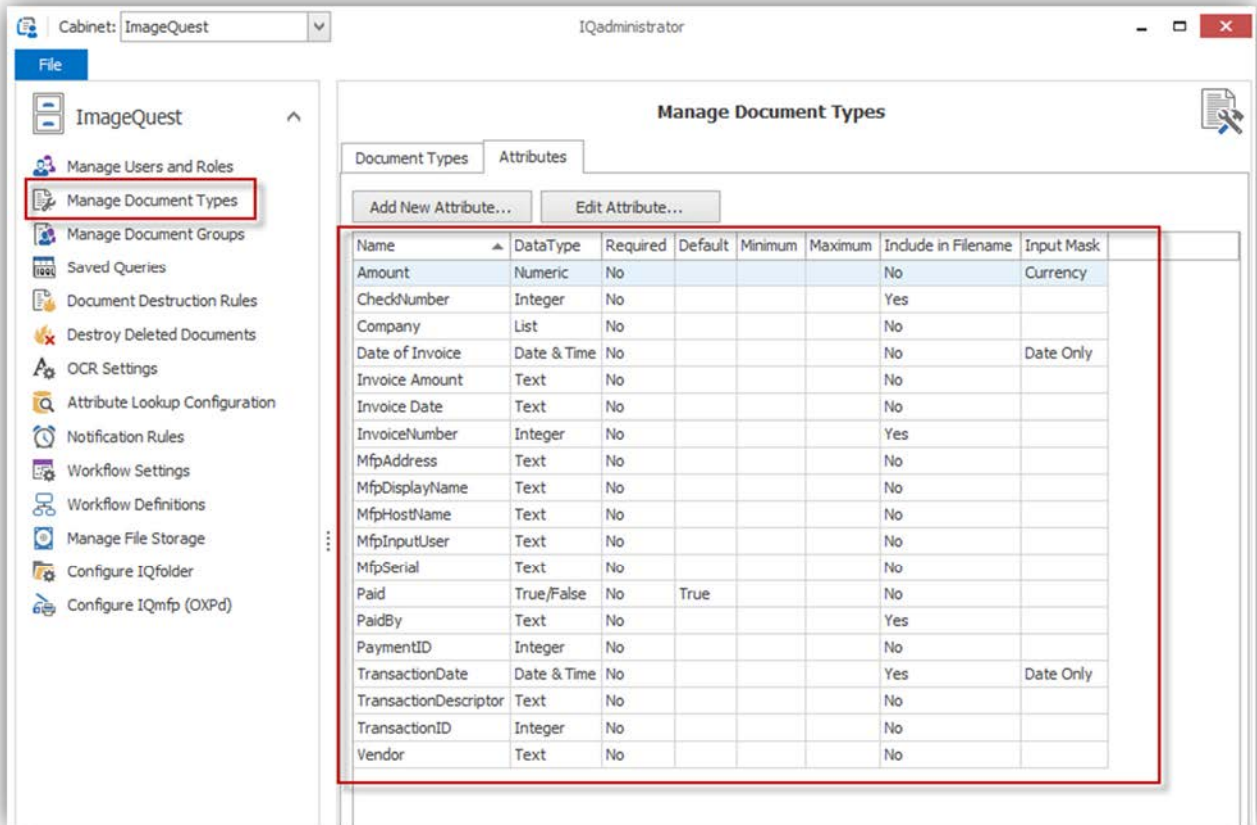 Cabinet: ImageQuest
IQadministrator
File
ImageQuest
Manage Users and Roles
Manage Document Types
Manage Document Groups
Saved Queries
Document Destruction Rules
Destroy Deleted Documents
OCR Settings
Attribute Lookup Configuration
Notification Rules
Workflow Settings
Workflow Definitions
Manage File Storage
Configure IQfolder
Configure IQmfp (OXPd)
Manage Document Types
Document Types Attributes
Add New Attribute... Edit Attribute...
Name DataType Required Default Minimum Maximum Include in Filename Input Mask
Amount Numeric No No Currency
CheckNumber Integer No Yes
Company List No No
Date of Invoice Date & Time No No Date Only
Invoice Amount Text No No
Invoice Date Text No No
InvoiceNumber Integer No Yes
MfpAddress Text No No
MfpDisplayName Text No No
MfpHostName Text No No
MfpInputUser Text No No
MfpSerial Text No No
Paid True/False No True No
PaidBy Text No Yes
PaymentID Integer No No
TransactionDate Date & Time No Yes Date Only
TransactionDescriptor Text No No
TransactionID Integer No No
Vendor Text No No